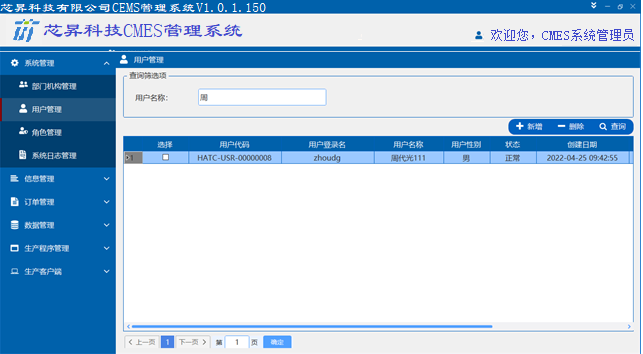 芯昇科技有限公司CEMS管理系统V1.0.1.150
芯昇科技CMES管理系统
欢迎您，CMES系统管理员
系统管理
部门机构管理
用户管理
角色管理
系统日志管理
信息管理
订单管理
数据管理
生产程序管理
生产客户端
用户管理
查询筛选项
用户名称: 周
新增 删除 查询
选择 用户代码 用户登录名 用户名称 用户性别 状态 创建日期
1 HATC-USR-00000008 zhoudg 周代光111 男 正常 2022-04-25 09:42:55
上一页 1 下一页 第 1 页 确定